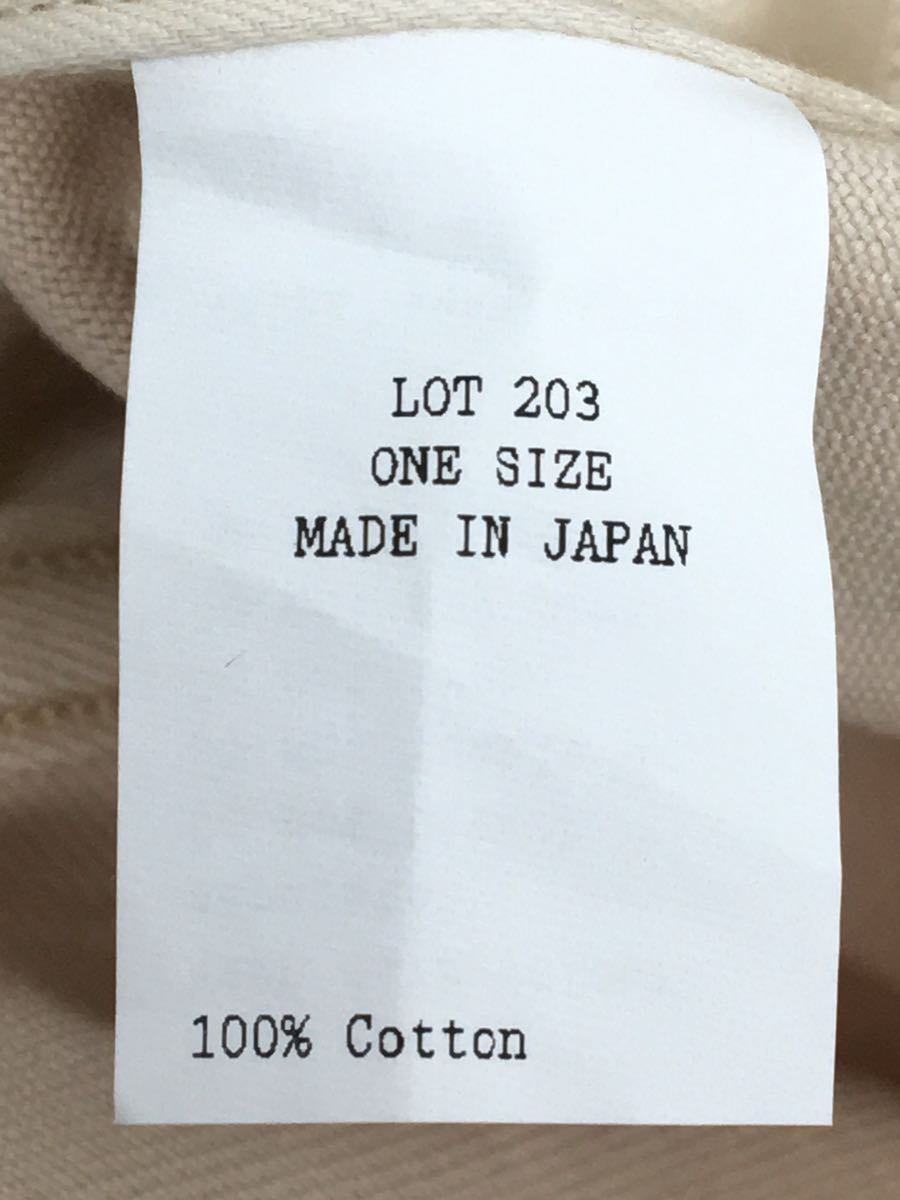 LOT 203
ONE SIZE
MADE IN JAPAN
100% Cotton